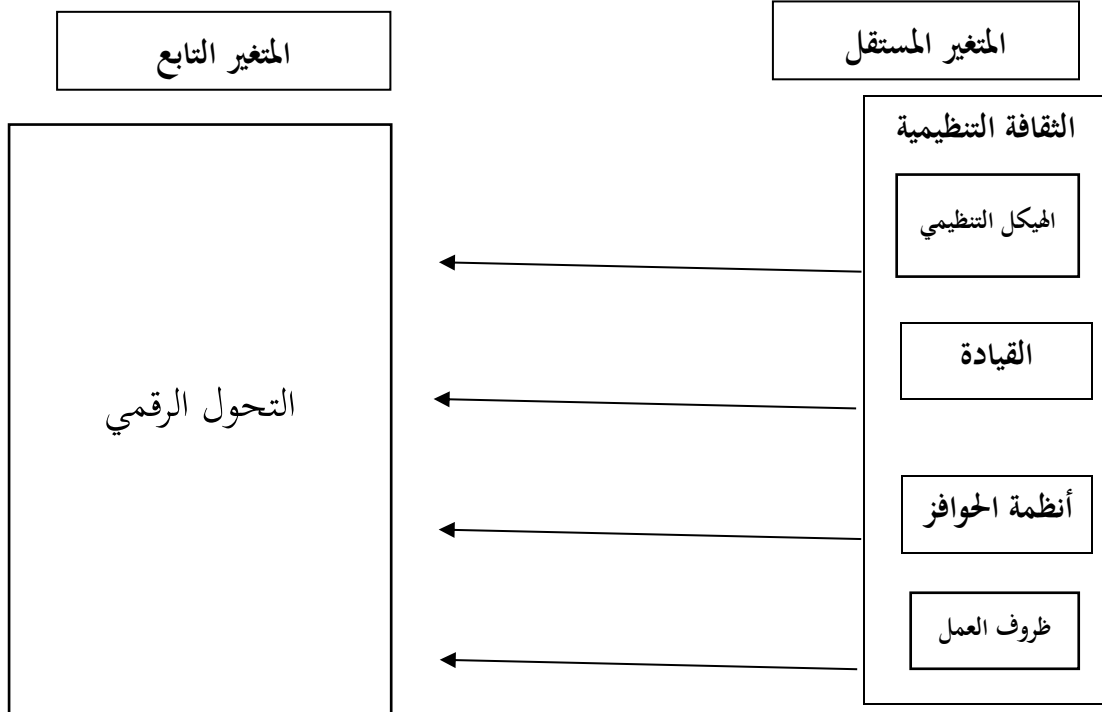 المتغير المستقل
المتغير التابع
الثقافة التنظيمية
الهيكل التنظيمي
القيادة
أنظمة الحوافز
ظروف العمل
التحول الرقمي